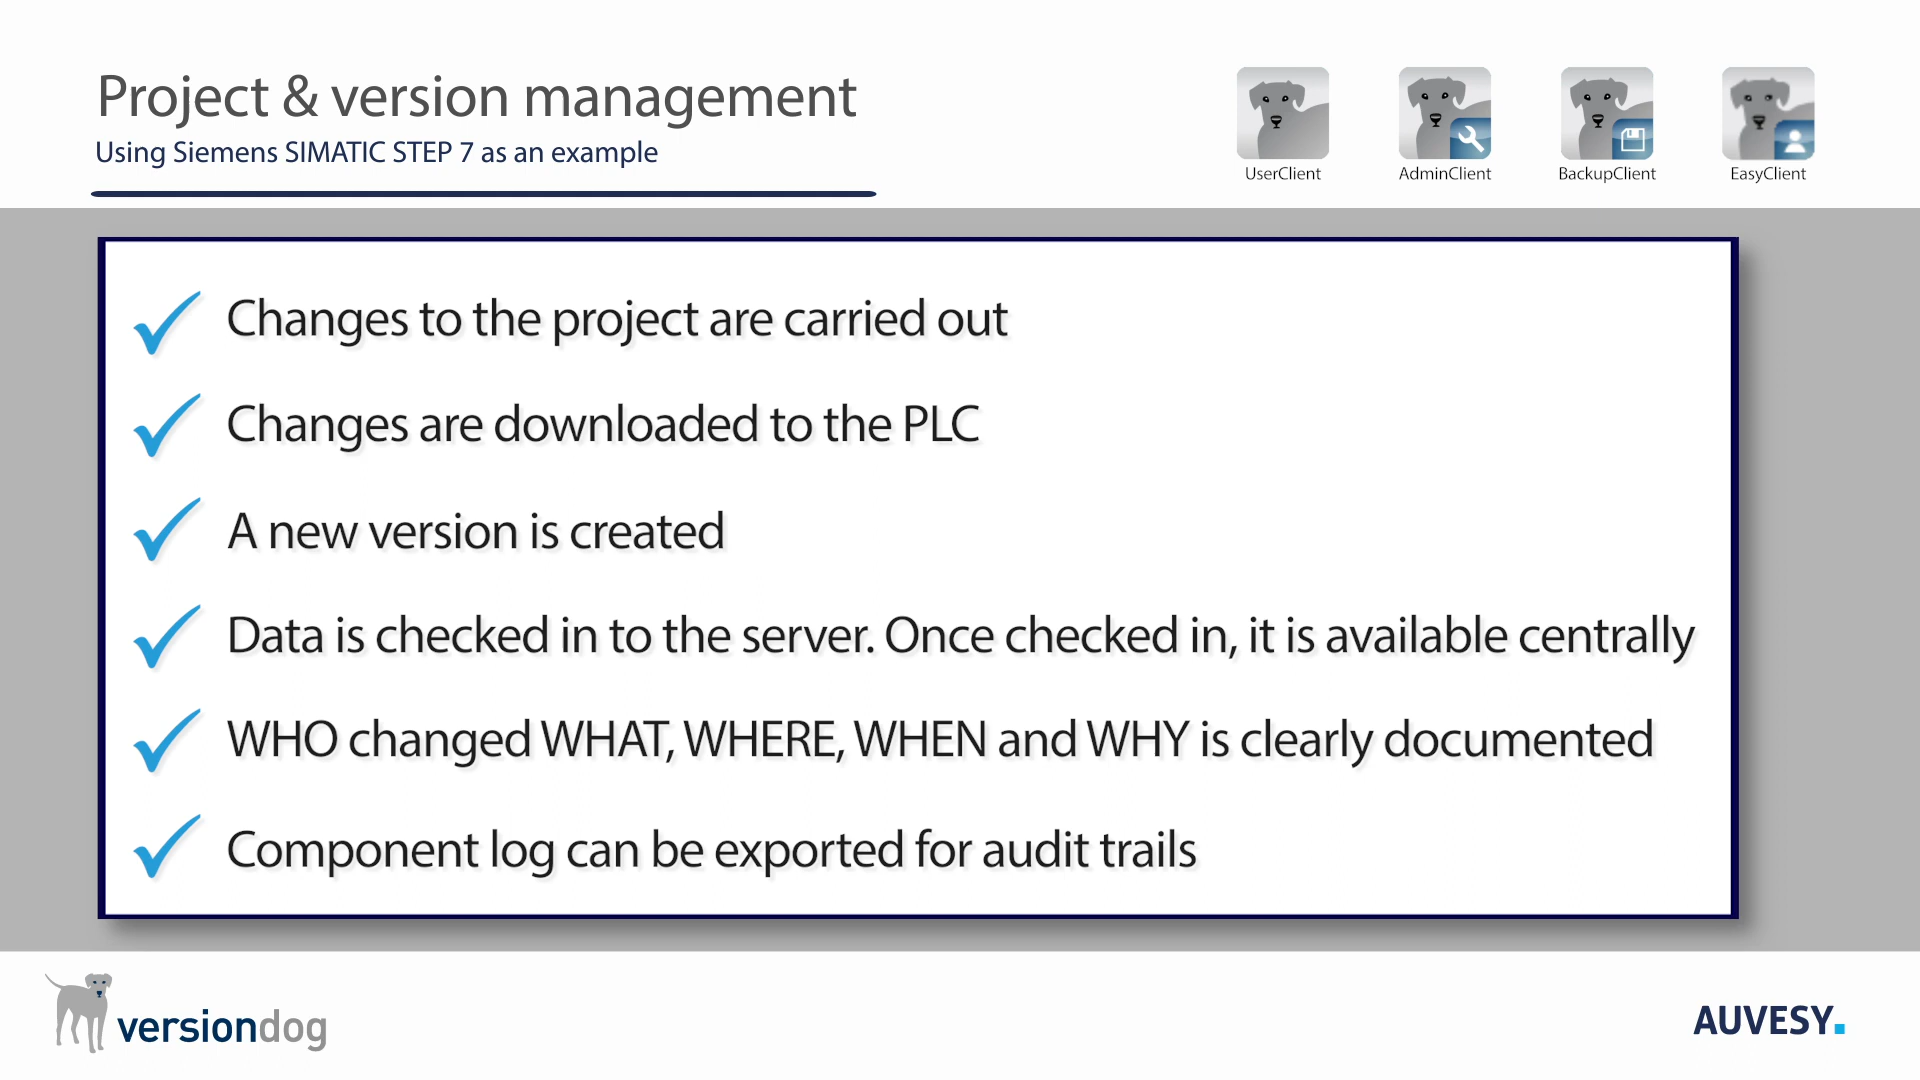 Project & version management
Using Siemens SIMATIC STEP 7 as an example
UserClient
AdminClient
BackupClient
EasyClient
Changes to the project are carried out
Changes are downloaded to the PLC
A new version is created
Data is checked in to the server. Once checked in, it is available centrally
WHO changed WHAT, WHERE, WHEN and WHY is clearly documented
Component log can be exported for audit trails
versiondog
AUVESY.